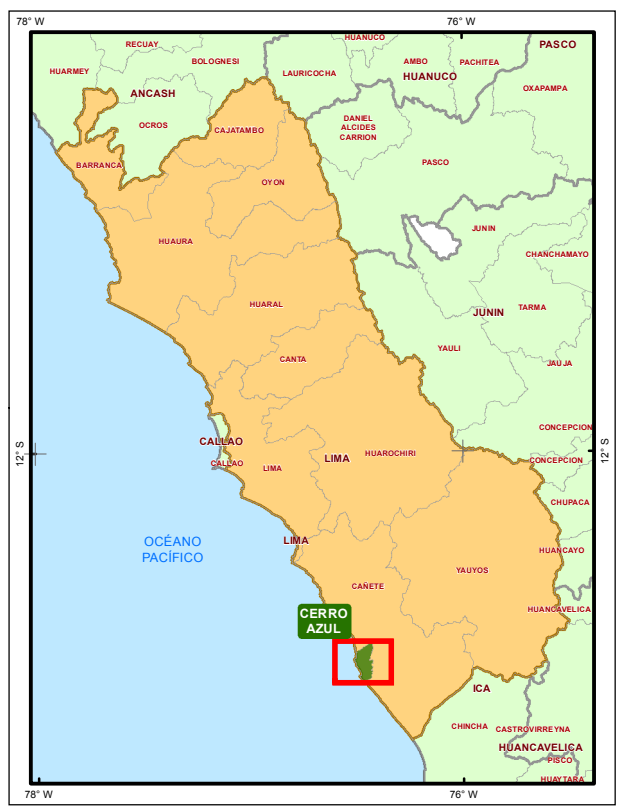 78° W
76° W
HUANUCO
RECUAY
PASCO
BOLOGNESI
AMBO
PACHITEA
HUARMEY
LAURICOCHA
HUANUCO
OXAPAMPA
ANCASH
DANIEL
ALCIDES
CARRION
OCROS
CAJATAMBO
BARRANCA
PASCO
OYON
JUNIN
HUAURA
CHANCHAMAYO
HUARAL
TARMA
JUNIN
YAULI
CANTA
JAUJA
CONCEPCION
CALLAO
12° S
12° S
HUAROCHIRI
LIMA
CALLAO
LIMA
CONCEPCION
CHUPACA
OCÉANO
PACÍFICO
LIMA
HUANCAYO
YAUYOS
CAÑETE
HUANCAVELICA
CERRO
AZUL
ICA
CHINCHA
CASTROVIRREYNA
HUANCAVELICA
PISCO
HUAYTARA
78° W
76° W